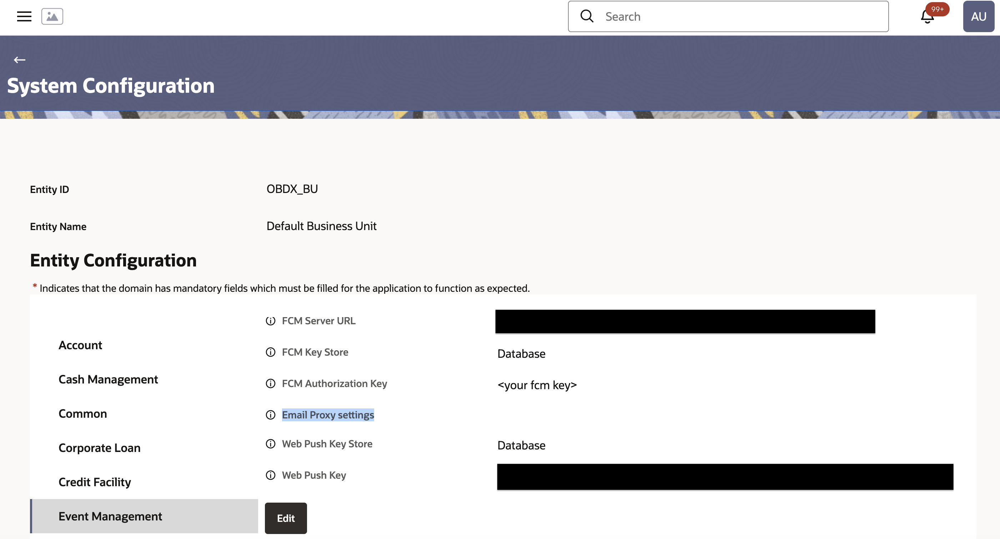 Search
99+
AU
System Configuration
Entity ID
OBDX_BU
Entity Name
Default Business Unit
Entity Configuration
* Indicates that the domain has mandatory fields which must be filled for the application to function as expected.
Account
Cash Management
Common
Corporate Loan
Credit Facility
Event Management
FCM Server URL
FCM Key Store
Database
FCM Authorization Key
<your fcm key>
Email Proxy settings
Web Push Key Store
Database
Web Push Key
Edit